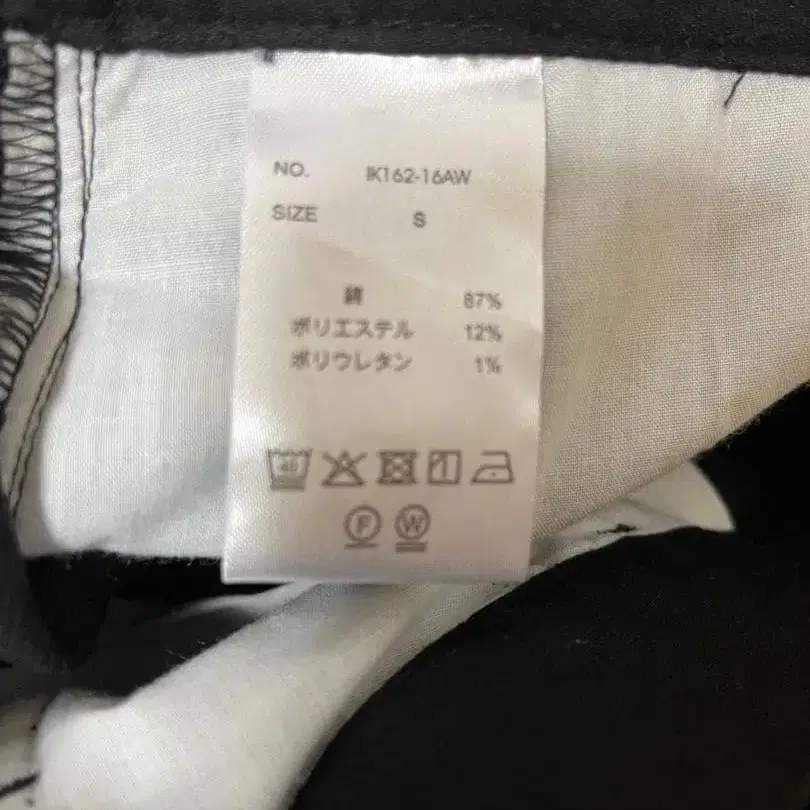 NO. IK162-16AW
SIZE S
綿 87%
ポリエステル 12%
ポリウレタン 1%
40
F W